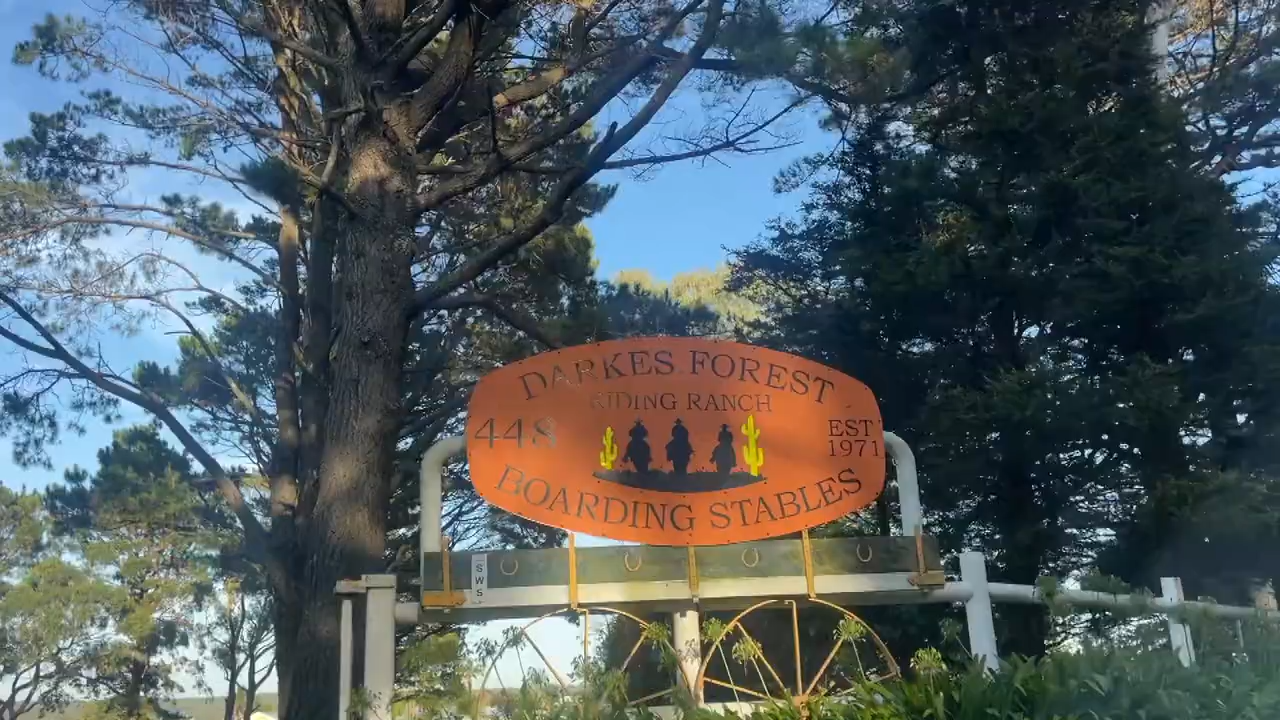 DARKES FOREST
RIDING RANCH
448
EST
1971
BOARDING STABLES
SWS